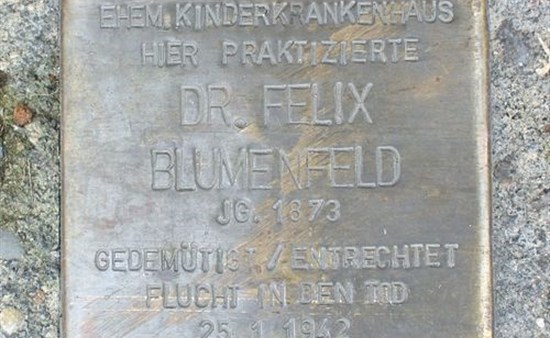 EHEM. KINDERKRANKENHAUS
HIER PRAKTIZIERTE
DR. FELIX
BLUMENFELD
JG. 1873
GEDEMÜTIGT / ENTRECHTET
FLUCHT IN DEN TOD
25.1.1942